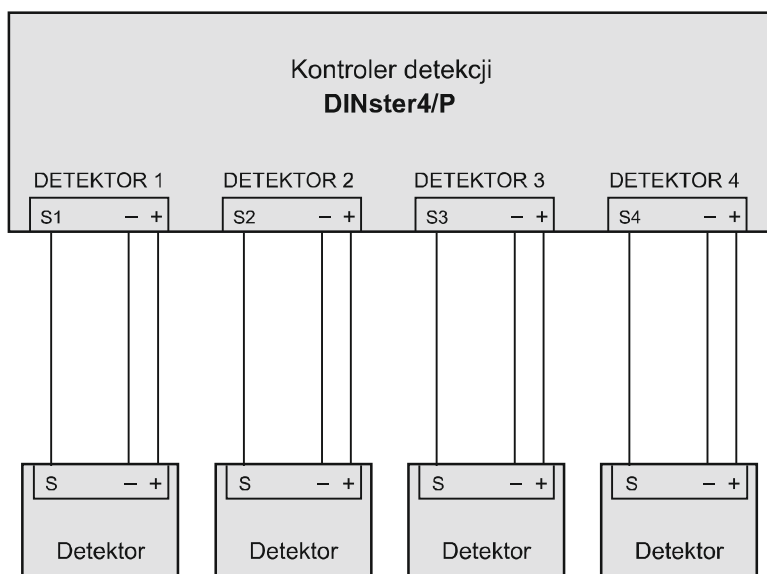 Kontroler detekcji
DINster4/P
DETEKTOR 1 DETEKTOR 2 DETEKTOR 3 DETEKTOR 4
S1 – + S2 – + S3 – + S4 – +
S – + S – + S – + S – +
Detektor Detektor Detektor Detektor